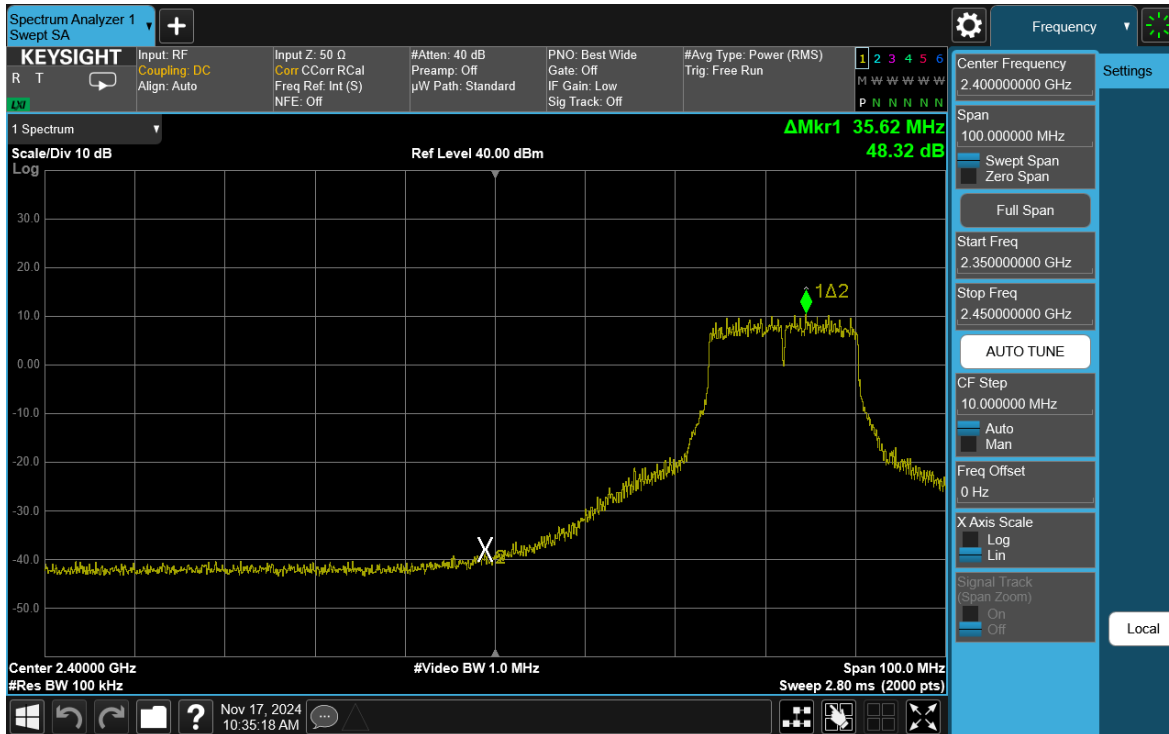 Spectrum Analyzer 1
Swept SA
Frequency
KEYSIGHT
R T
LXI
Input: RF
Coupling: DC
Align: Auto
Input Z: 50 Ω
Corr CCorr RCal
Freq Ref: Int (S)
NFE: Off
#Atten: 40 dB
Preamp: Off
µW Path: Standard
PNO: Best Wide
Gate: Off
IF Gain: Low
Sig Track: Off
#Avg Type: Power (RMS)
Trig: Free Run
1 2 3 4 5 6
M W W W W W
P N N N N N
1 Spectrum
Scale/Div 10 dB
Log
Ref Level 40.00 dBm
ΔMkr1 35.62 MHz
48.32 dB
30.0
20.0
10.0
0.00
-10.0
-20.0
-30.0
-40.0
-50.0
1Δ2
X
Center 2.40000 GHz
#Res BW 100 kHz
#Video BW 1.0 MHz
Span 100.0 MHz
Sweep 2.80 ms (2000 pts)
Nov 17, 2024
10:35:18 AM
?
Center Frequency
2.400000000 GHz
Span
100.000000 MHz
Swept Span
Zero Span
Full Span
Start Freq
2.350000000 GHz
Stop Freq
2.450000000 GHz
AUTO TUNE
CF Step
10.000000 MHz
Auto
Man
Freq Offset
0 Hz
X Axis Scale
Log
Lin
Signal Track
(Span Zoom)
On
Off
Settings
Local